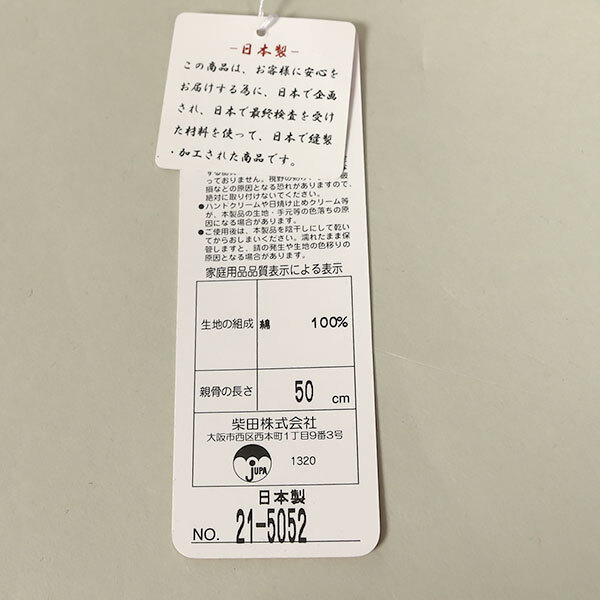 -日本製-
この商品は、お客様に安心を
お届けする為に、日本で企画
され、日本で最終検査を受け
た材料を使って、日本で縫製
・加工された商品です。
っておりません。視野の妨げ
損などの原因となる恐れがありますので、
絶対に取り付けないでください。
●ハンドクリームや日焼け止めクリーム等
が、本製品の生地・手元等の色落ちの原
因になる場合があります。
●ご使用後は、本製品を陰干しにして乾い
てからおしまいください。濡れたまま保
管しますと、錆の発生や生地の色移りの
原因となる場合があります。
家庭用品品質表示による表示
生地の組成 綿 100%
親骨の長さ 50 cm
柴田株式会社
大阪市西区西本町1丁目9番3号
JUPA 1320
日本製
NO. 21-5052